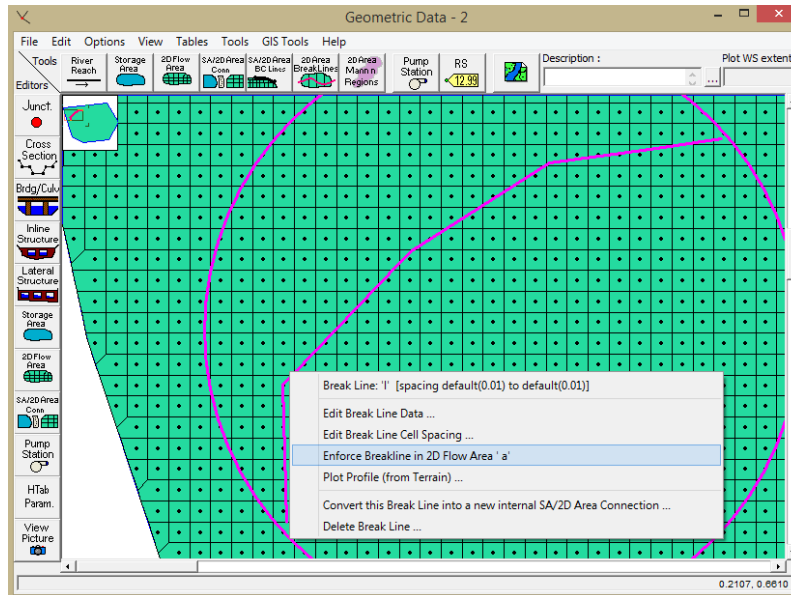 Geometric Data - 2
File Edit Options View Tables Tools GIS Tools Help
Tools
Editors
River
Reach
Storage
Area
2D Flow
Area
SA/2D Area
Conn
SA/2D Area
BC Lines
2D Area
Break Lines
2D Area
Mann n
Regions
Pump
Station
RS
12.99
Description :
...
Plot WS extent
Junct.
Cross
Section
Brdg/Culv
Inline
Structure
Lateral
Structure
Storage
Area
2D Flow
Area
SA/2D Area
Conn
Pump
Station
HTab
Param.
View
Picture
Break Line: 'l' [spacing default(0.01) to default(0.01)]
Edit Break Line Data ...
Edit Break Line Cell Spacing ...
Enforce Breakline in 2D Flow Area ' a'
Plot Profile (from Terrain) ...
Convert this Break Line into a new internal SA/2D Area Connection ...
Delete Break Line ...
0.2107, 0.6610